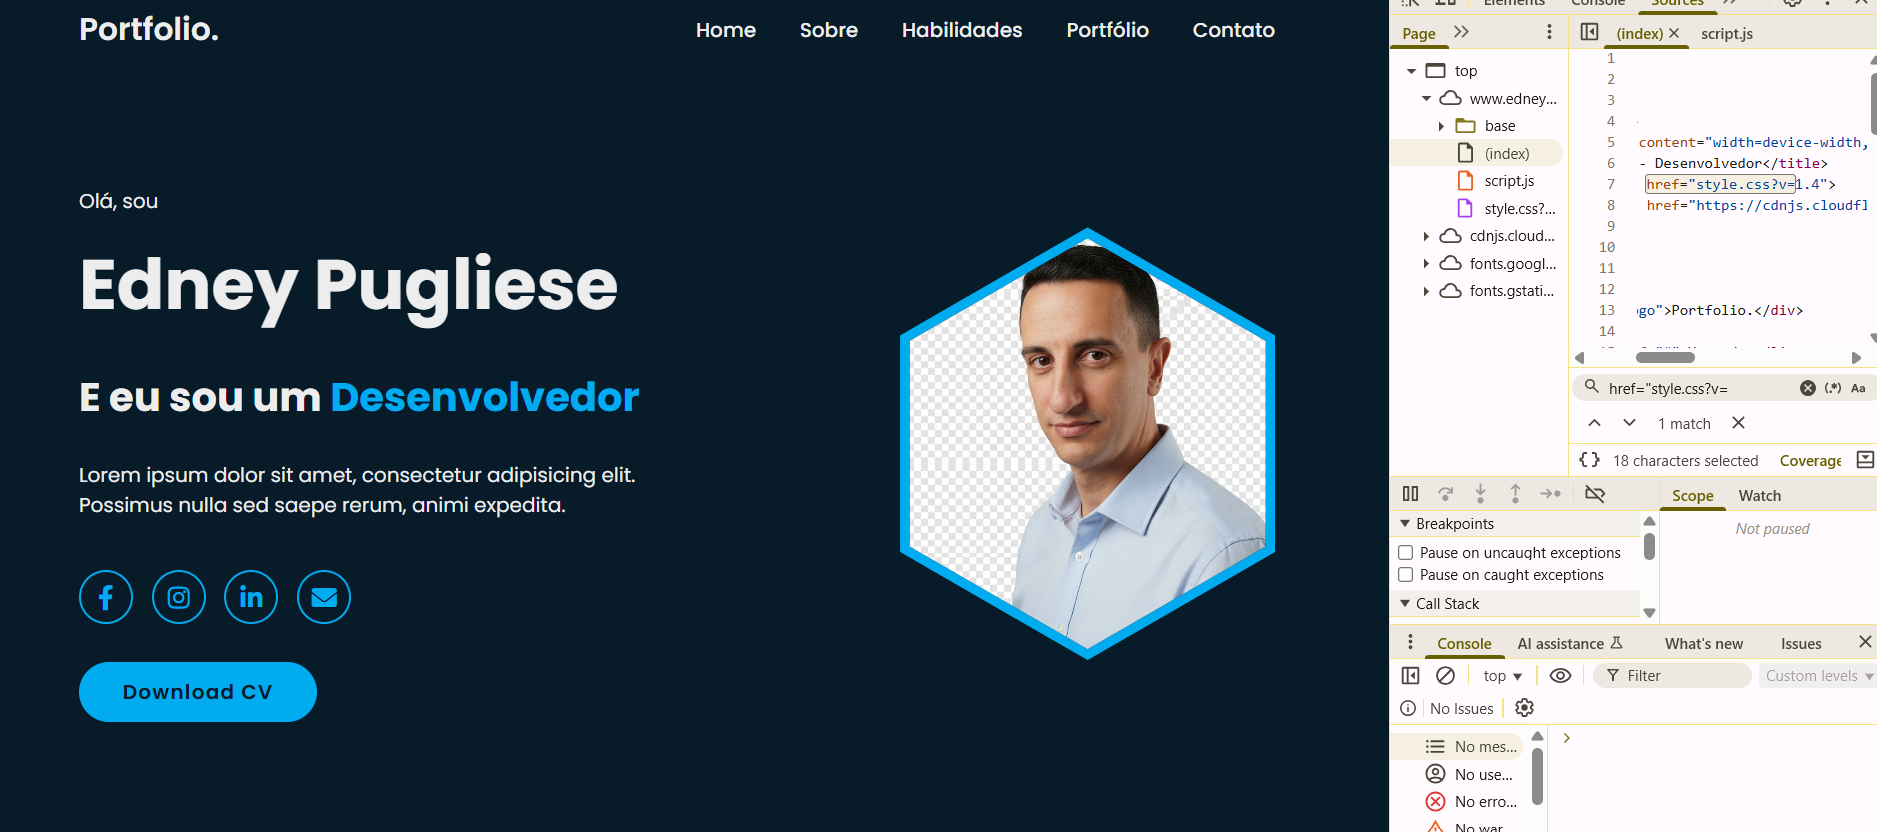 Portfolio.
Home Sobre Habilidades Portfólio Contato
Olá, sou
Edney Pugliese
E eu sou um Desenvolvedor
Lorem ipsum dolor sit amet, consectetur adipisicing elit.
Possimus nulla sed saepe rerum, animi expedita.
Download CV
Elements Console Sources
Page
top
www.edney...
base
(index)
script.js
style.css?...
cdnjs.cloud...
fonts.googl...
fonts.gstati...
(index) script.js
1
2
3
4
5 content="width=device-width,
6 - Desenvolvedor</title>
7 href="style.css?v=1.4">
8 href="https://cdnjs.cloudfl
9
10
11
12
13 go">Portfolio.</div>
14
href="style.css?v=
(.*) Aa
1 match
{} 18 characters selected Coverage
Scope Watch
Not paused
Breakpoints
Pause on uncaught exceptions
Pause on caught exceptions
Call Stack
Console AI assistance What's new Issues
top Filter Custom levels
No Issues
No mes...
No use...
No erro...
No war